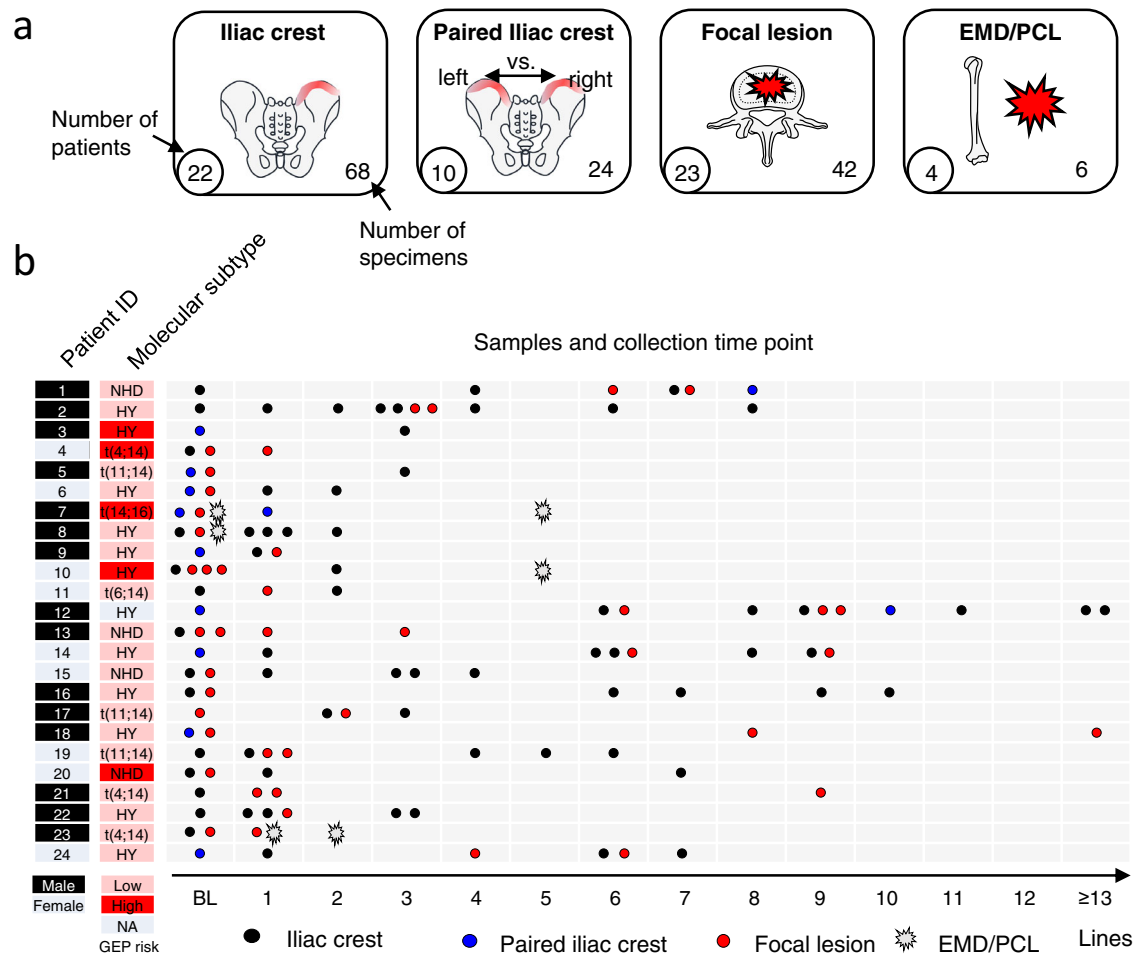 a
Iliac crest
Paired Iliac crest
Focal lesion
EMD/PCL
left
vs.
right
Number of
patients
22
68
10
24
23
42
4
6
Number of
specimens
b
Patient ID
Molecular subtype
Samples and collection time point
1 NHD
2 HY
3 HY
4 t(4;14)
5 t(11;14)
6 HY
7 t(14;16)
8 HY
9 HY
10 HY
11 t(6;14)
12 HY
13 NHD
14 HY
15 NHD
16 HY
17 t(11;14)
18 HY
19 t(11;14)
20 NHD
21 t(4;14)
22 HY
23 t(4;14)
24 HY
Male Low
Female High
NA
GEP risk
BL 1 2 3 4 5 6 7 8 9 10 11 12 ≥13
Iliac crest Paired iliac crest Focal lesion EMD/PCL Lines